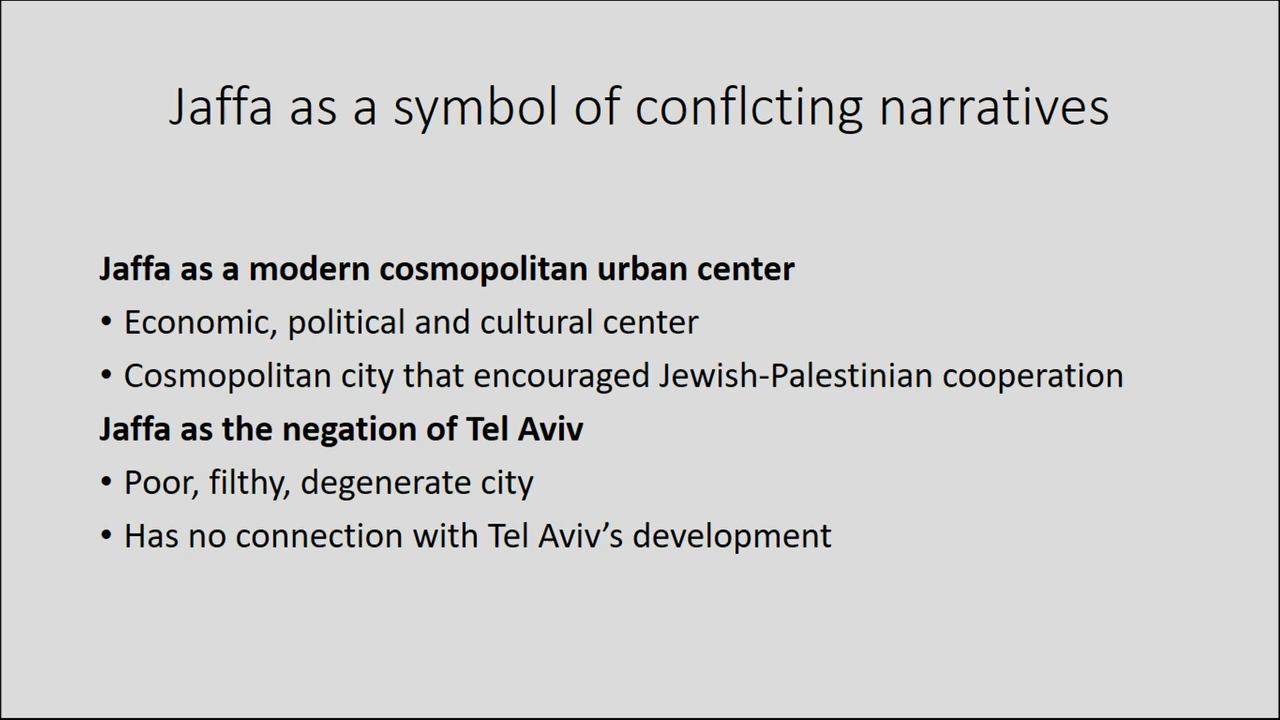 Jaffa as a symbol of conflcting narratives
Jaffa as a modern cosmopolitan urban center
• Economic, political and cultural center
• Cosmopolitan city that encouraged Jewish-Palestinian cooperation
Jaffa as the negation of Tel Aviv
• Poor, filthy, degenerate city
• Has no connection with Tel Aviv’s development